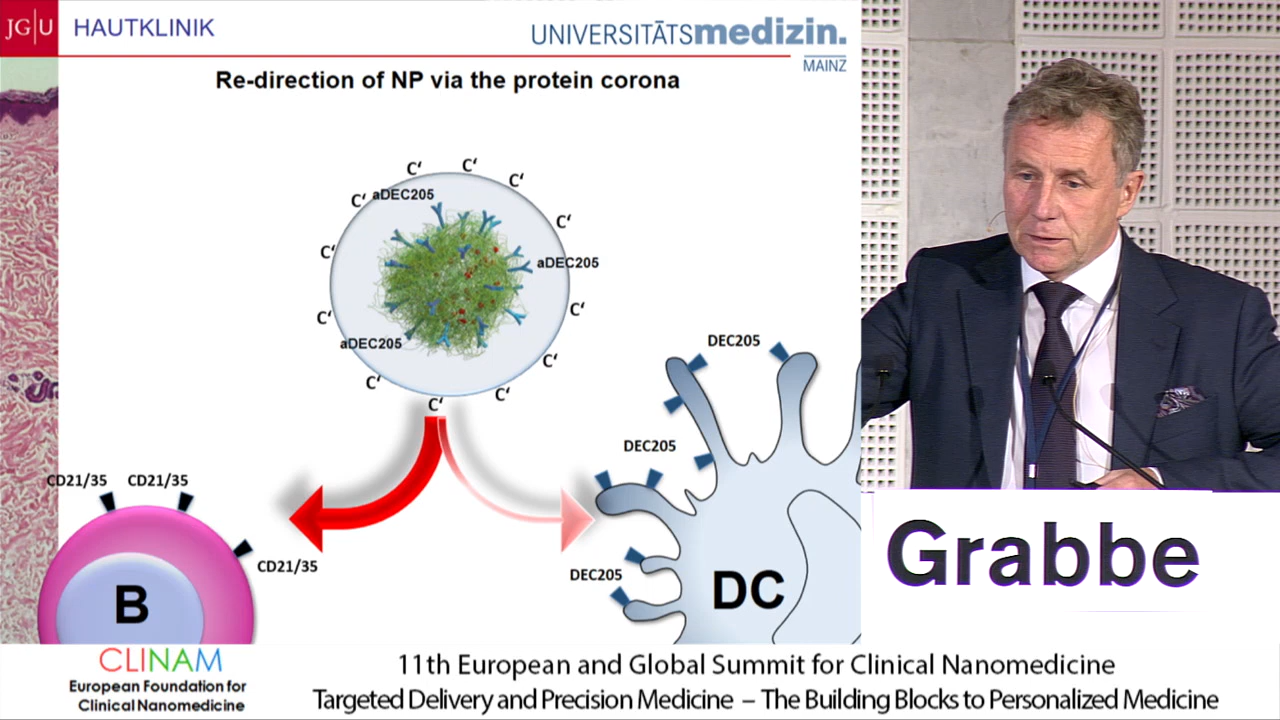 JG|U HAUTKLINIK
UNIVERSITÄTSmedizin.
MAINZ
Re-direction of NP via the protein corona
C‘ C‘ C‘
C‘ aDEC205
C‘
C‘
aDEC205
C‘
C‘
aDEC205
C‘
C‘
C‘
C‘
DEC205
DEC205
CD21/35 CD21/35
CD21/35
DEC205
B
DC
Grabbe
CLINAM
European Foundation for
Clinical Nanomedicine
11th European and Global Summit for Clinical Nanomedicine
Targeted Delivery and Precision Medicine – The Building Blocks to Personalized Medicine